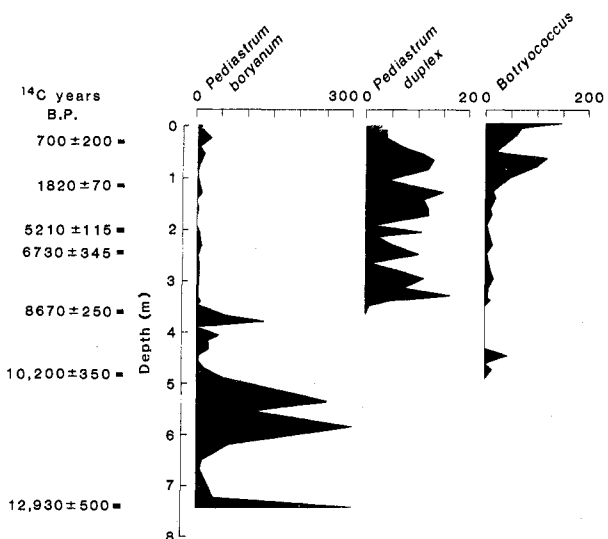 Pediastrum
boryanum
Pediastrum
duplex
Botryococcus
0 300
0 20
0 200
¹⁴C years
B.P.
700 ± 200
1820 ± 70
5210 ± 115
6730 ± 345
8670 ± 250
10,200 ± 350
12,930 ± 500
Depth (m)
0
1
2
3
4
5
6
7
8